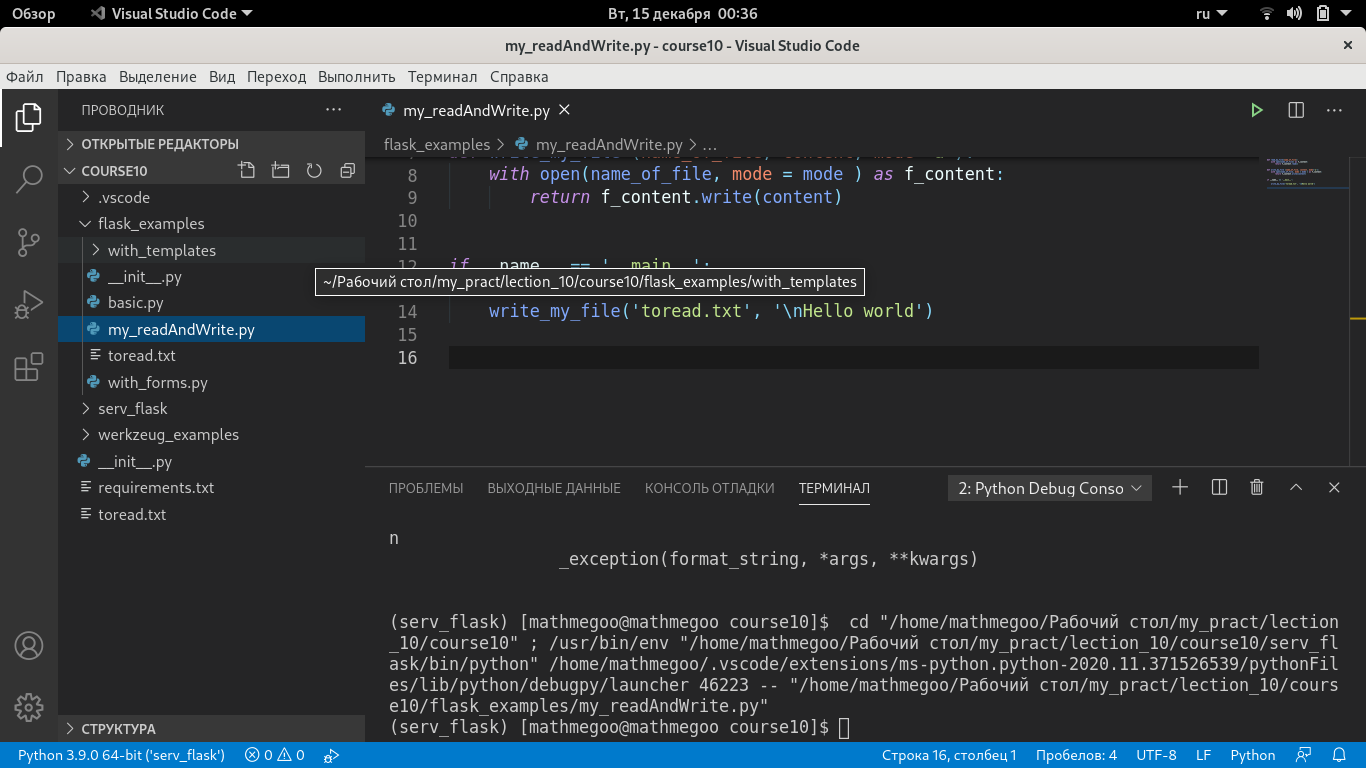 Обзор Visual Studio Code Вт, 15 декабря 00:36 ru
my_readAndWrite.py - course10 - Visual Studio Code
Файл Правка Выделение Вид Переход Выполнить Терминал Справка
ПРОВОДНИК
ОТКРЫТЫЕ РЕДАКТОРЫ
COURSE10
.vscode
flask_examples
with_templates
__init__.py
basic.py
my_readAndWrite.py
toread.txt
with_forms.py
serv_flask
werkzeug_examples
__init__.py
requirements.txt
toread.txt
СТРУКТУРА
my_readAndWrite.py
flask_examples > my_readAndWrite.py > ...
8 with open(name_of_file, mode = mode ) as f_content:
9 return f_content.write(content)
10
11
12 if __name__ == '__main__':
~/Рабочий стол/my_pract/lection_10/course10/flask_examples/with_templates
14 write_my_file('toread.txt', '\nHello world')
15
16
ПРОБЛЕМЫ ВЫХОДНЫЕ ДАННЫЕ КОНСОЛЬ ОТЛАДКИ ТЕРМИНАЛ 2: Python Debug Conso
n
_exception(format_string, *args, **kwargs)
(serv_flask) [mathmegoo@mathmegoo course10]$  cd "/home/mathmegoo/Рабочий стол/my_pract/lection
_10/course10" ; /usr/bin/env "/home/mathmegoo/Рабочий стол/my_pract/lection_10/course10/serv_fl
ask/bin/python" /home/mathmegoo/.vscode/extensions/ms-python.python-2020.11.371526539/pythonFil
es/lib/python/debugpy/launcher 46223 -- "/home/mathmegoo/Рабочий стол/my_pract/lection_10/cours
e10/flask_examples/my_readAndWrite.py"
(serv_flask) [mathmegoo@mathmegoo course10]$
Python 3.9.0 64-bit ('serv_flask') 0 0 Строка 16, столбец 1 Пробелов: 4 UTF-8 LF Python